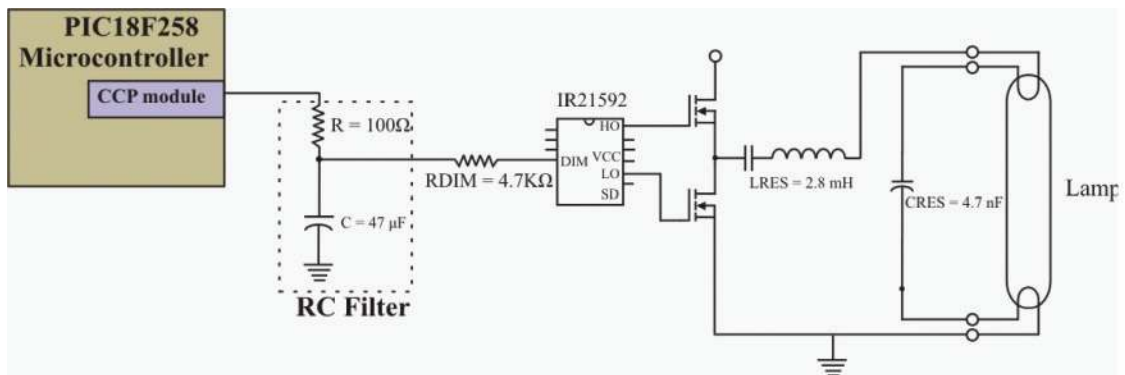 PIC18F258
Microcontroller
CCP module
R = 100Ω
C = 47 μF
RC Filter
RDIM = 4.7KΩ
IR21592
HO
DIM
VCC
LO
SD
LRES = 2.8 mH
CRES = 4.7 nF
Lamp